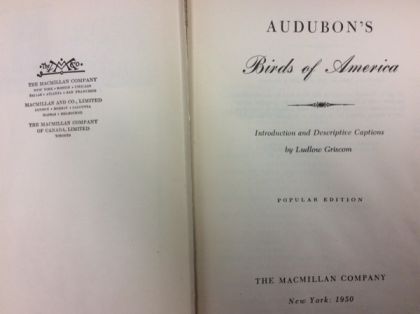 THE MACMILLAN COMPANY
NEW YORK • BOSTON • CHICAGO
DALLAS • ATLANTA • SAN FRANCISCO
MACMILLAN AND CO., LIMITED
LONDON • BOMBAY • CALCUTTA
MADRAS • MELBOURNE
THE MACMILLAN COMPANY
OF CANADA, LIMITED
TORONTO
AUDUBON'S
Birds of America
Introduction and Descriptive Captions
by Ludlow Griscom
POPULAR EDITION
THE MACMILLAN COMPANY
New York: 1950